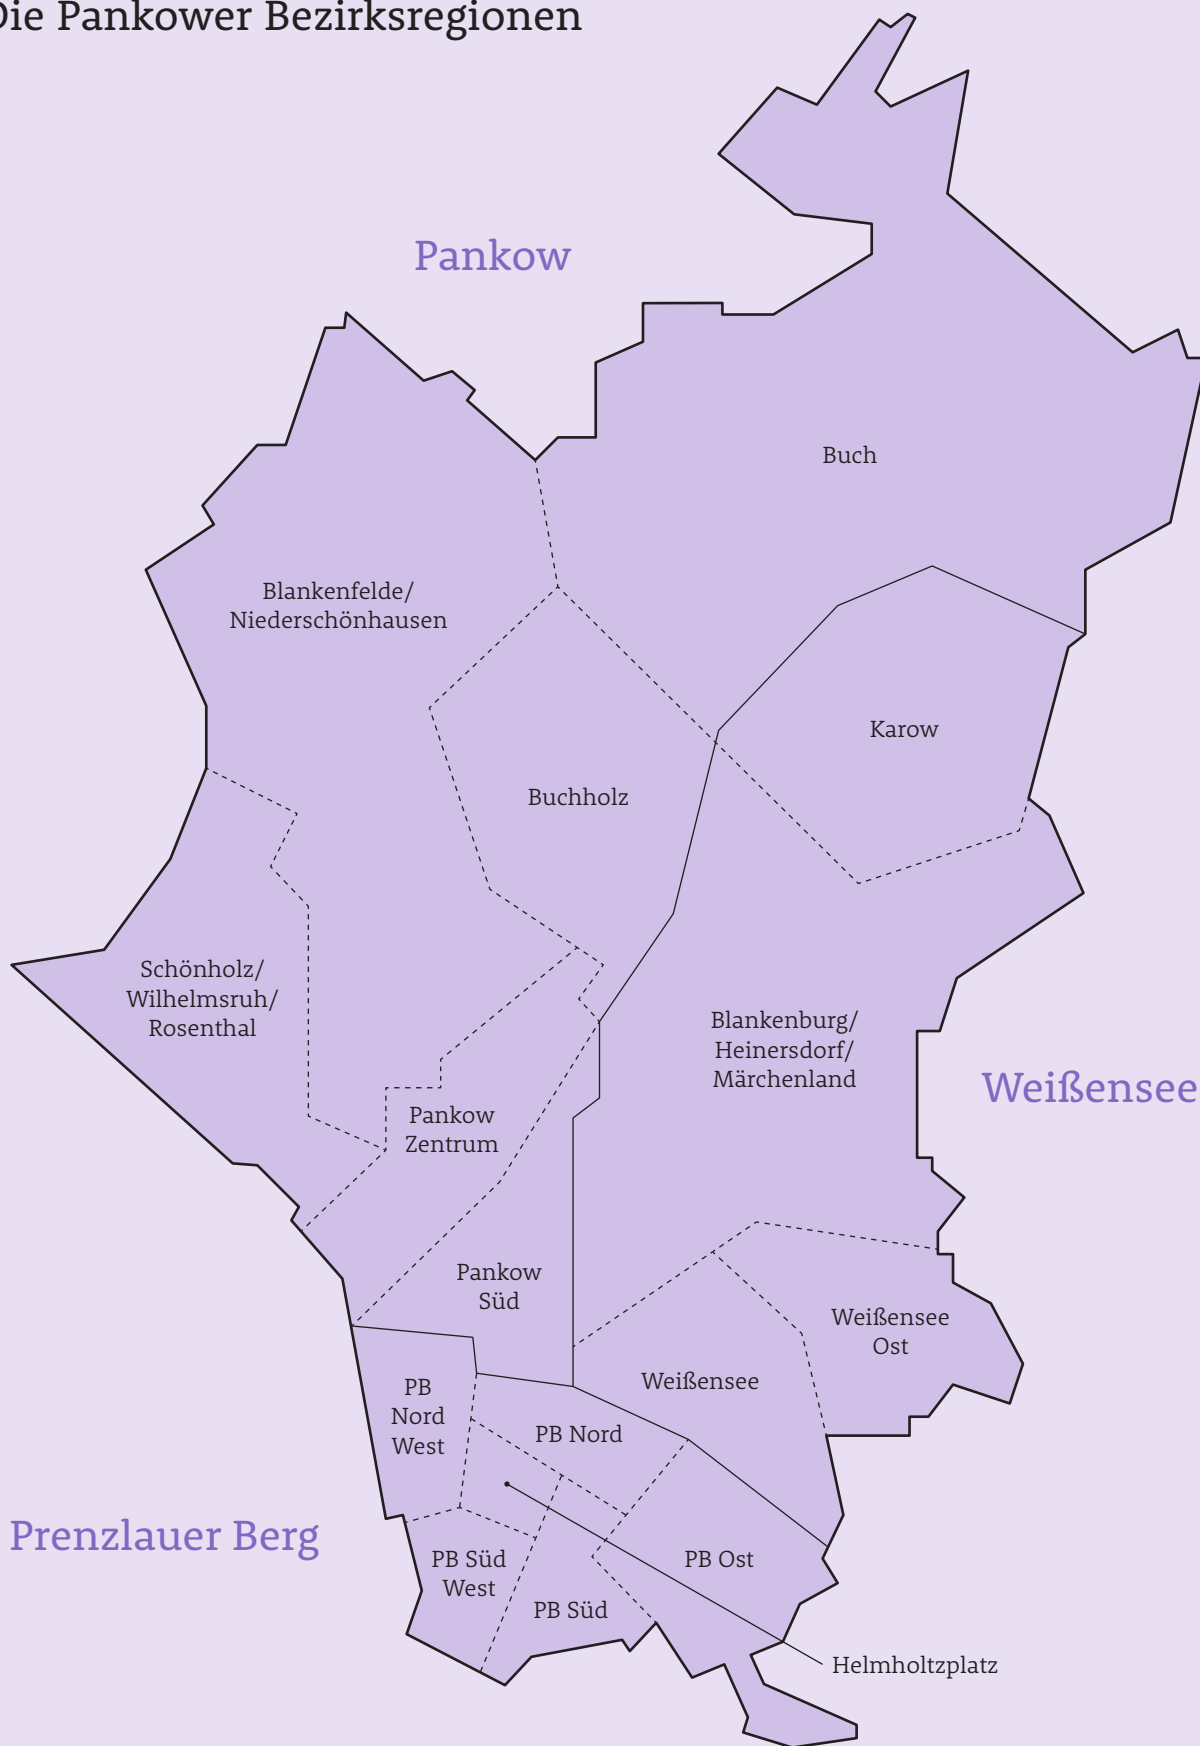 Die Pankower Bezirksregionen
Pankow
Buch
Blankenfelde/
Niederschönhausen
Karow
Buchholz
Schönholz/
Wilhelmsruh/
Rosenthal
Blankenburg/
Heinersdorf/
Märchenland
Weißensee
Pankow
Zentrum
Pankow
Süd
Weißensee
Ost
Weißensee
PB
Nord
West
PB Nord
Prenzlauer Berg
PB Süd
West
PB Ost
PB Süd
Helmholtzplatz